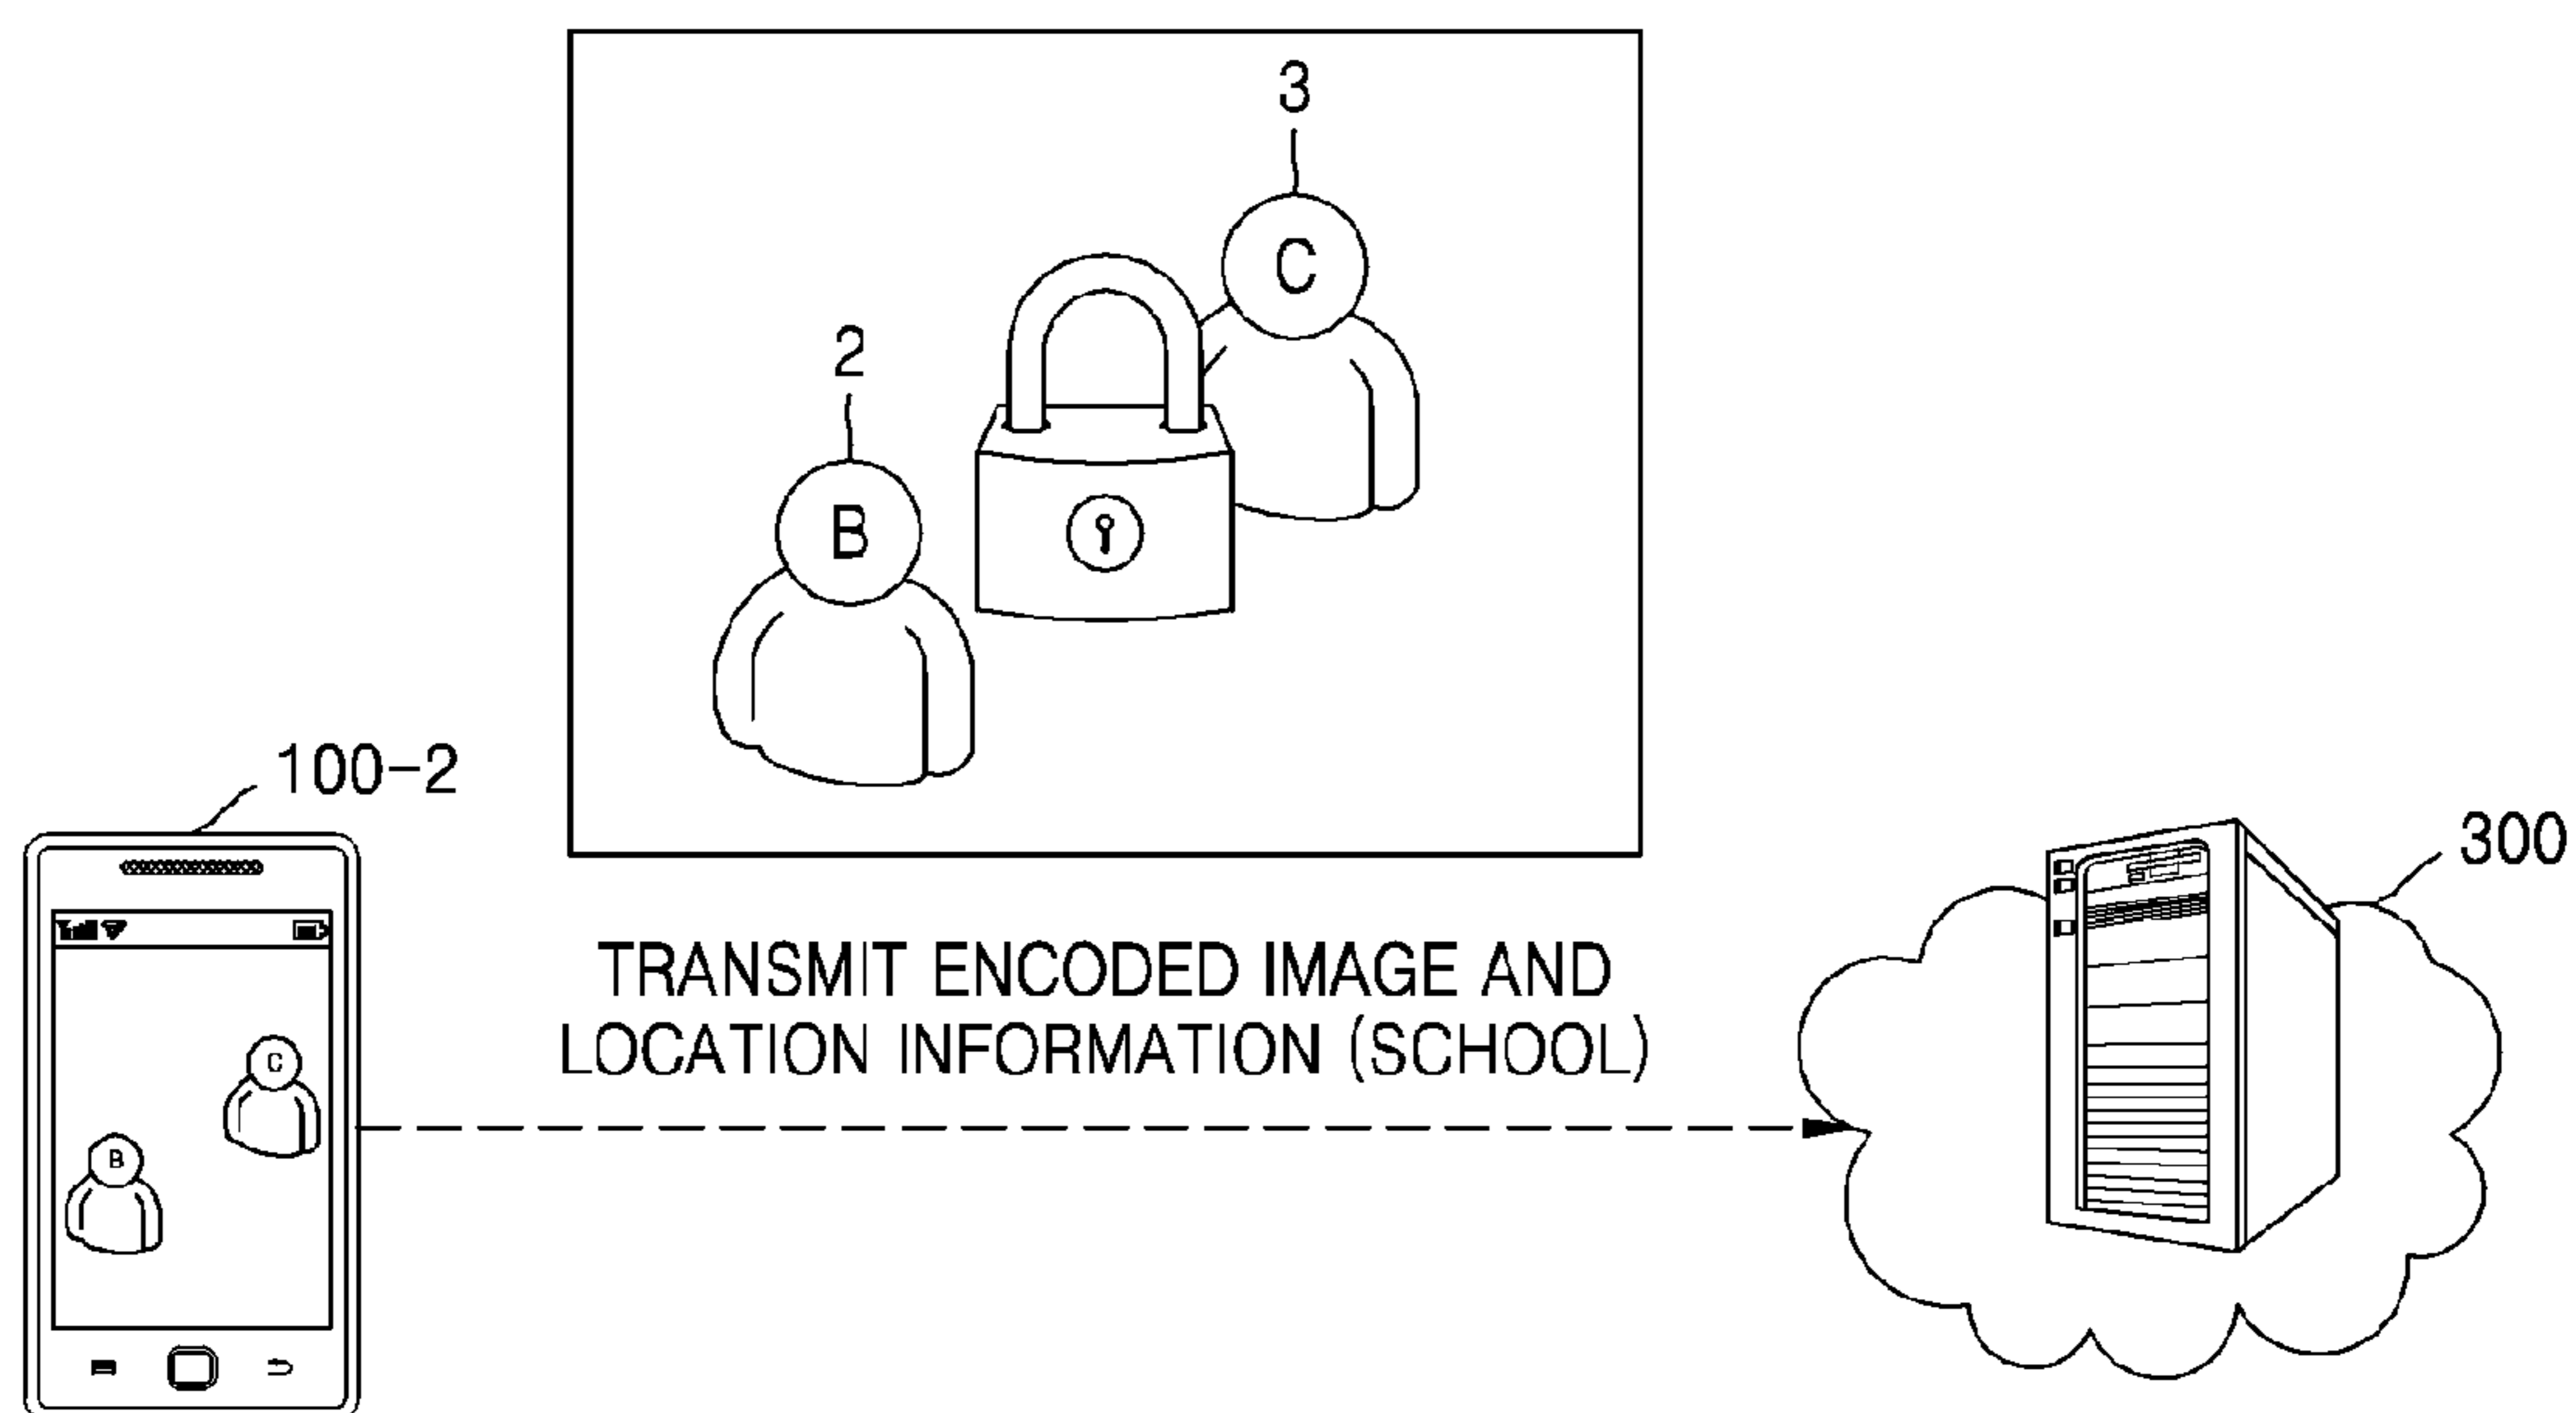 3
C
2
B
100-2
300
TRANSMIT ENCODED IMAGE AND
LOCATION INFORMATION (SCHOOL)
C
B